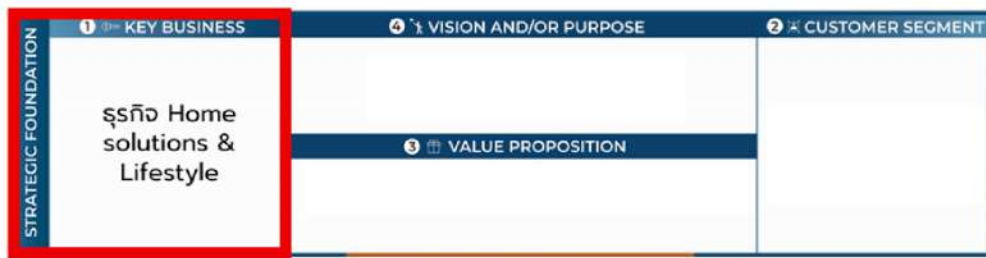 STRATEGIC FOUNDATION
1 KEY BUSINESS
ธุรกิจ Home
solutions &
Lifestyle
4 VISION AND/OR PURPOSE
3 VALUE PROPOSITION
2 CUSTOMER SEGMENT